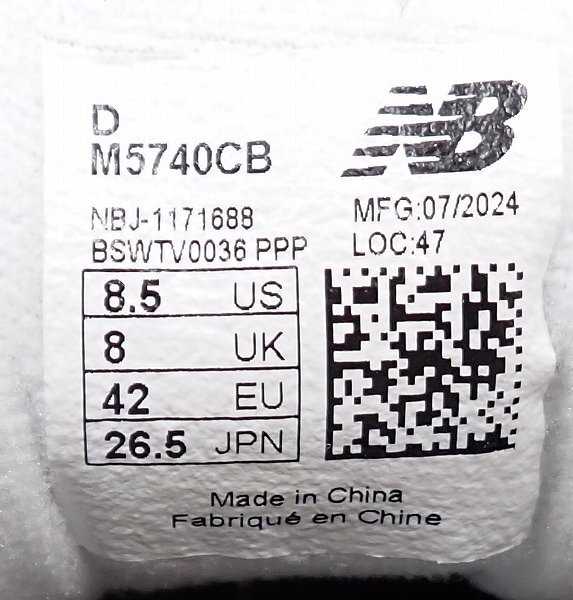 D
M5740CB
NB
NBJ-1171688
BSWTV0036 PPP
MFG:07/2024
LOC:47
8.5 US
8 UK
42 EU
26.5 JPN
Made in China
Fabriqué en Chine